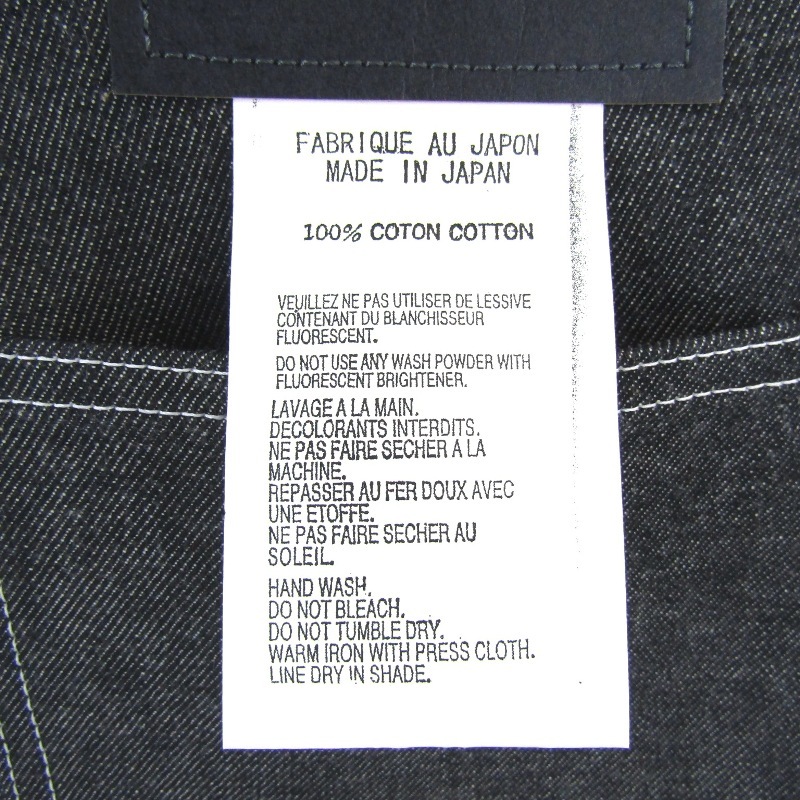 FABRIQUE AU JAPON
MADE IN JAPAN
100% COTON COTTON
VEUILLEZ NE PAS UTILISER DE LESSIVE
CONTENANT DU BLANCHISSEUR
FLUORESCENT.
DO NOT USE ANY WASH POWDER WITH
FLUORESCENT BRIGHTENER.
LAVAGE A LA MAIN.
DECOLORANTS INTERDITS.
NE PAS FAIRE SECHER A LA
MACHINE.
REPASSER AU FER DOUX AVEC
UNE ETOFFE.
NE PAS FAIRE SECHER AU
SOLEIL.
HAND WASH.
DO NOT BLEACH.
DO NOT TUMBLE DRY.
WARM IRON WITH PRESS CLOTH.
LINE DRY IN SHADE.